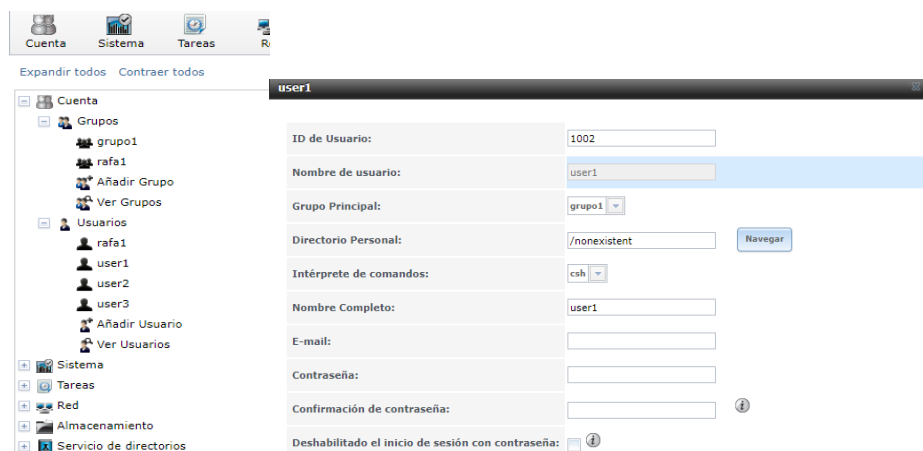 Cuenta Sistema Tareas
Expandir todos Contraer todos
Cuenta
Grupos
grupo1
rafa1
Añadir Grupo
Ver Grupos
Usuarios
rafa1
user1
user2
user3
Añadir Usuario
Ver Usuarios
Sistema
Tareas
Red
Almacenamiento
Servicio de directorios
user1
ID de Usuario: 1002
Nombre de usuario: user1
Grupo Principal: grupo1
Directorio Personal: /nonexistent Navegar
Intérprete de comandos: csh
Nombre Completo: user1
E-mail:
Contraseña:
Confirmación de contraseña:
Deshabilitado el inicio de sesión con contraseña: